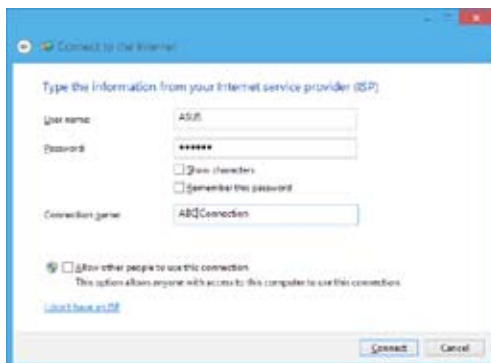 Connect to the Internet
Type the information from your Internet service provider (ISP)
User name:
ASUS
Password:
••••••
Show characters
Remember this password
Connection name:
ABC Connection
Allow other people to use this connection
This option allows anyone with access to this computer to use this connection.
I don't have an ISP
Connect
Cancel